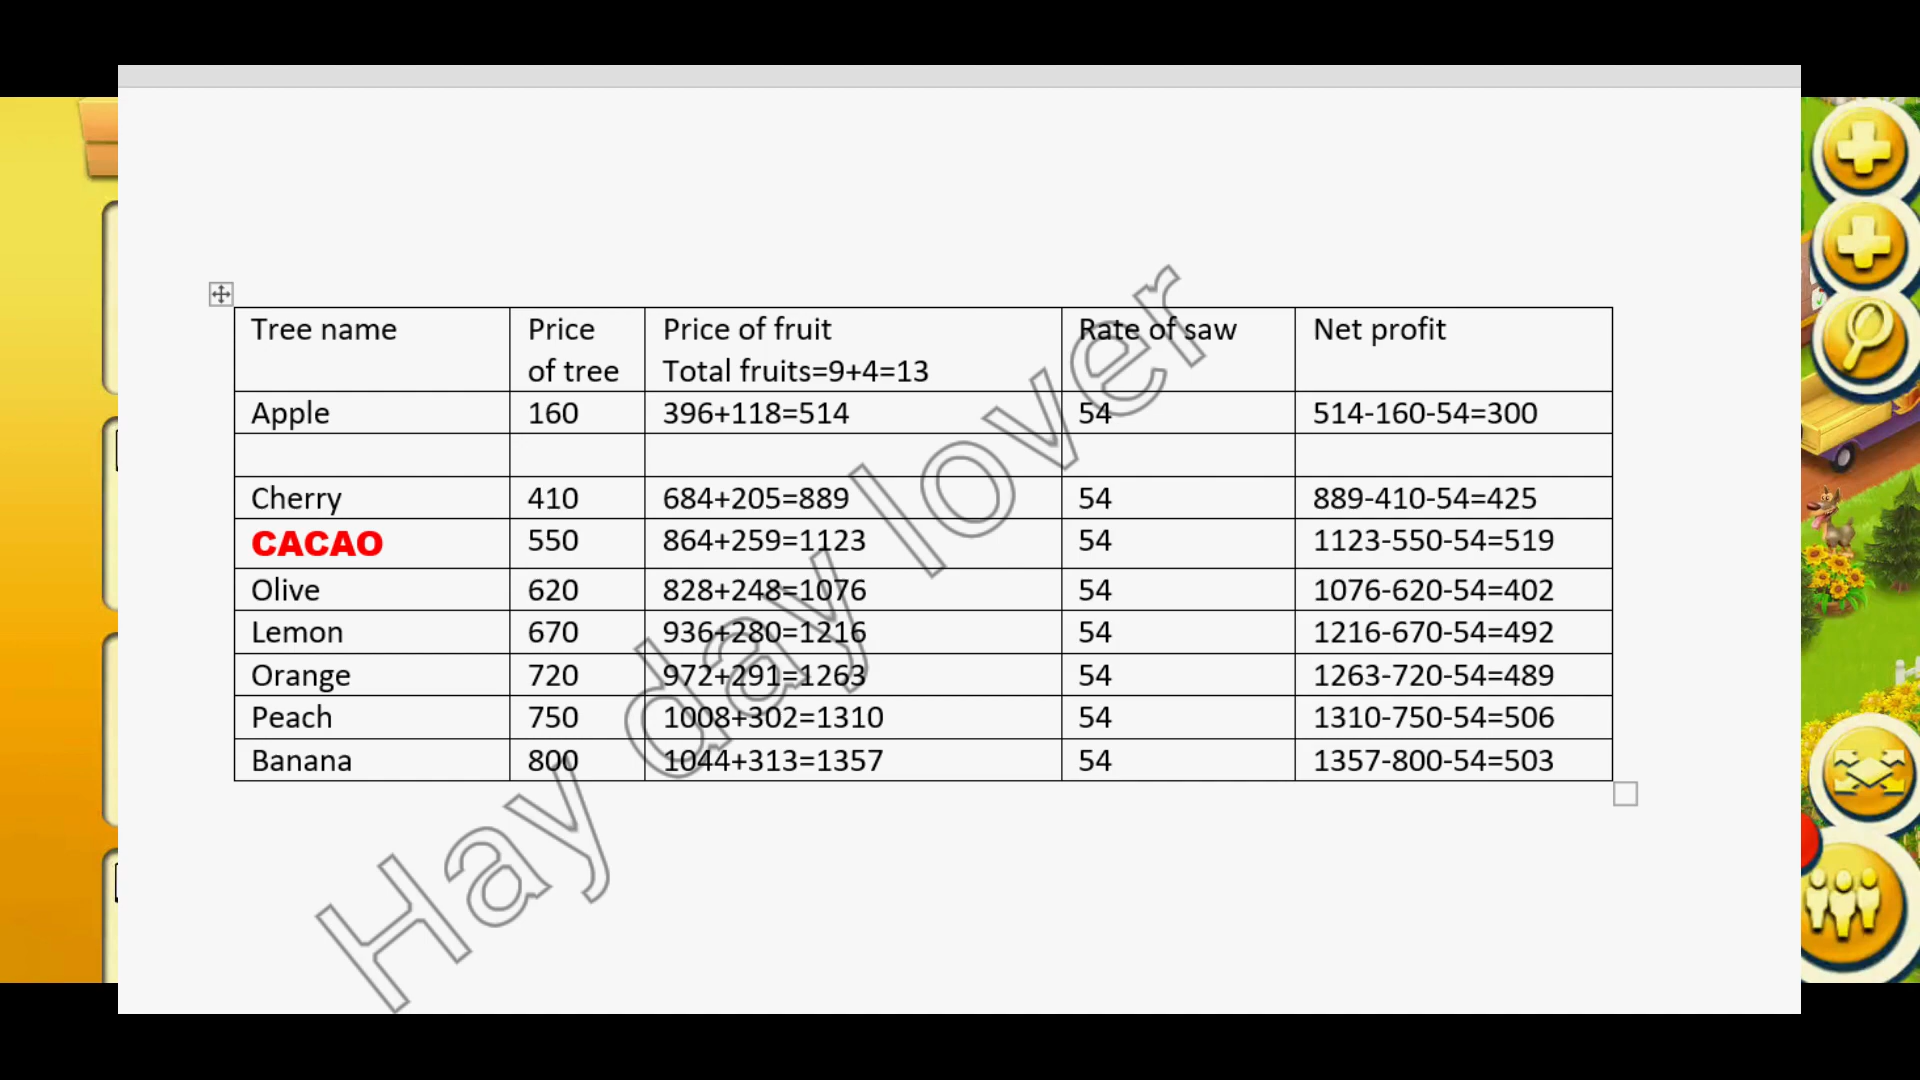 Tree name Price of tree Price of fruit Total fruits=9+4=13 Rate of saw Net profit
Apple 160 396+118=514 54 514-160-54=300
Cherry 410 684+205=889 54 889-410-54=425
CACAO 550 864+259=1123 54 1123-550-54=519
Olive 620 828+248=1076 54 1076-620-54=402
Lemon 670 936+280=1216 54 1216-670-54=492
Orange 720 972+291=1263 54 1263-720-54=489
Peach 750 1008+302=1310 54 1310-750-54=506
Banana 800 1044+313=1357 54 1357-800-54=503
Hay day lover